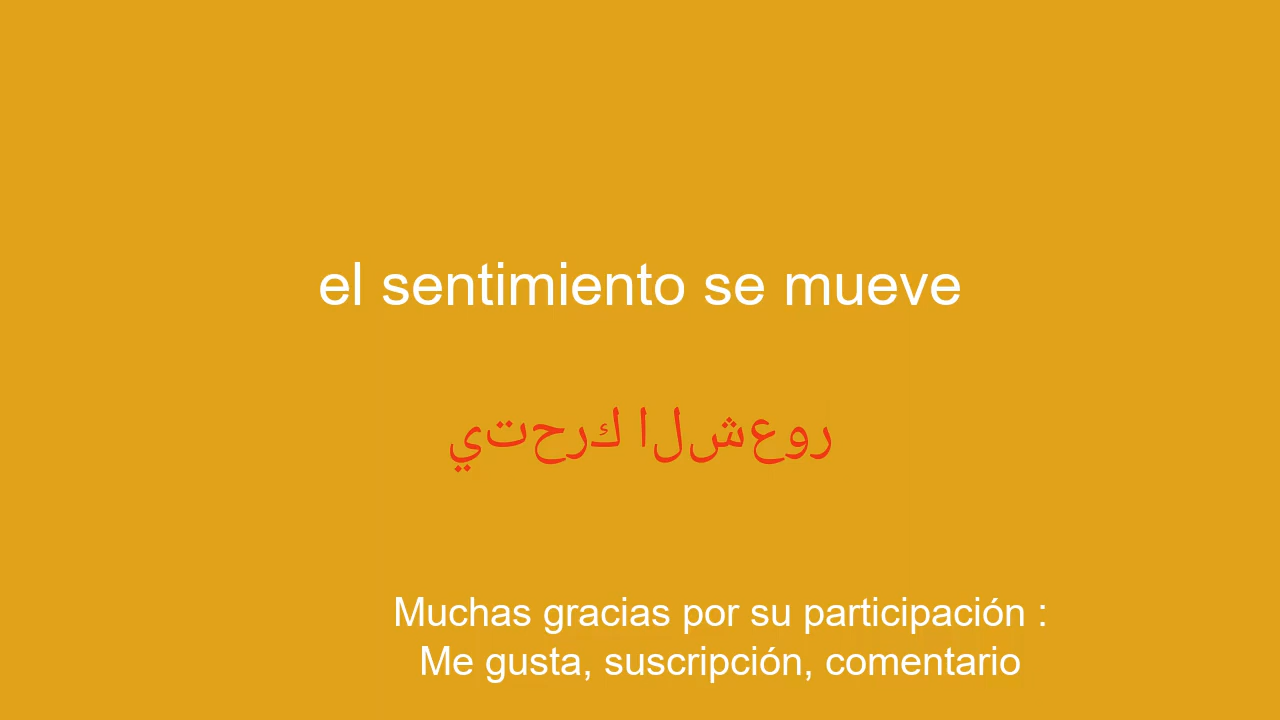 el sentimiento se mueve
يتحرك الشعور
Muchas gracias por su participación :
Me gusta, suscripción, comentario